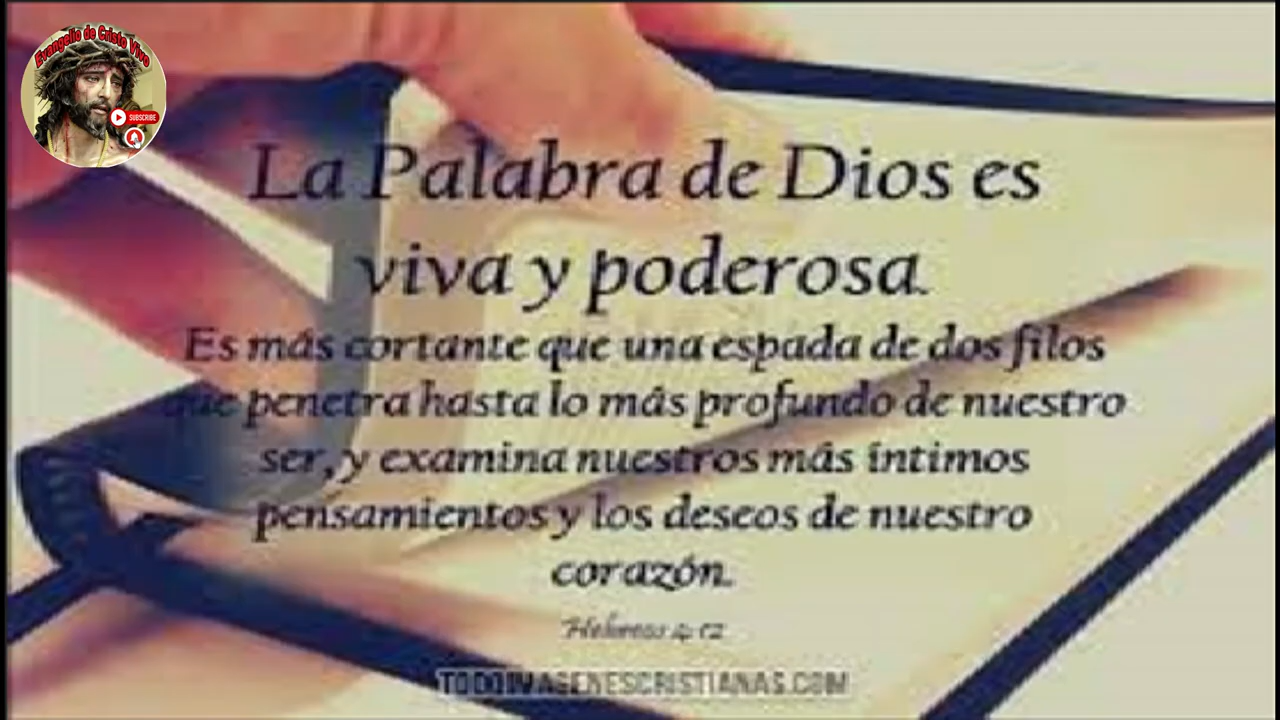 Evangelio de Cristo Vivo
SUBSCRIBE
La Palabra de Dios es
viva y poderosa.
Es más cortante que una espada de dos filos
que penetra hasta lo más profundo de nuestro
ser, y examina nuestros más íntimos
pensamientos y los deseos de nuestro
corazón.
Hebreos 4:12
TODOIMAGENESCRISTIANAS.COM